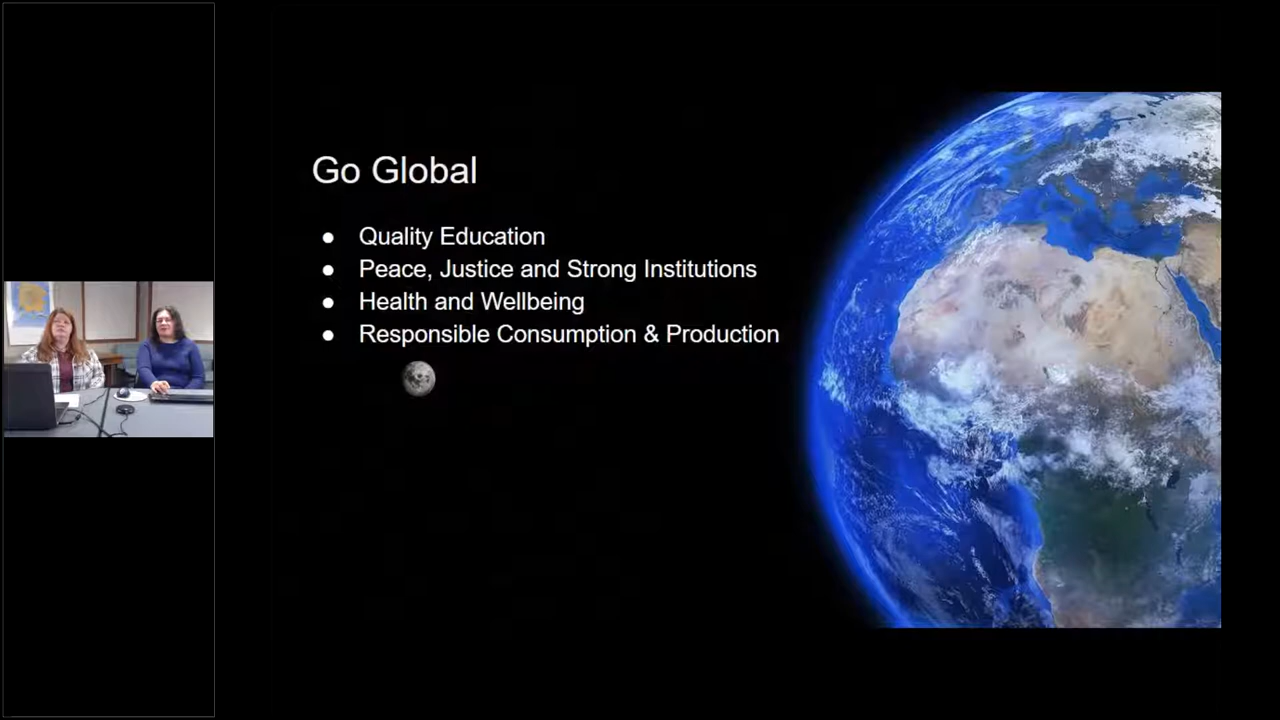 Go Global
● Quality Education
● Peace, Justice and Strong Institutions
● Health and Wellbeing
● Responsible Consumption & Production